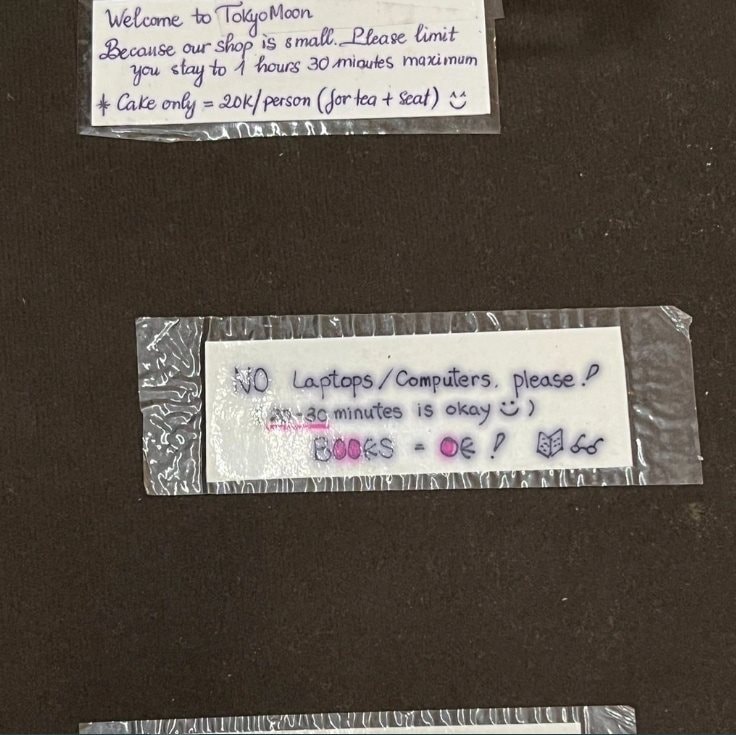 Welcome to TokyoMoon
Because our shop is small. Please limit
you stay to 1 hours 30 minutes maximum
* Cake only = 20K/person (for tea + seat) ^^
NO Laptops/Computers. please!
(20-30 minutes is okay :))
BOOKS = OK!